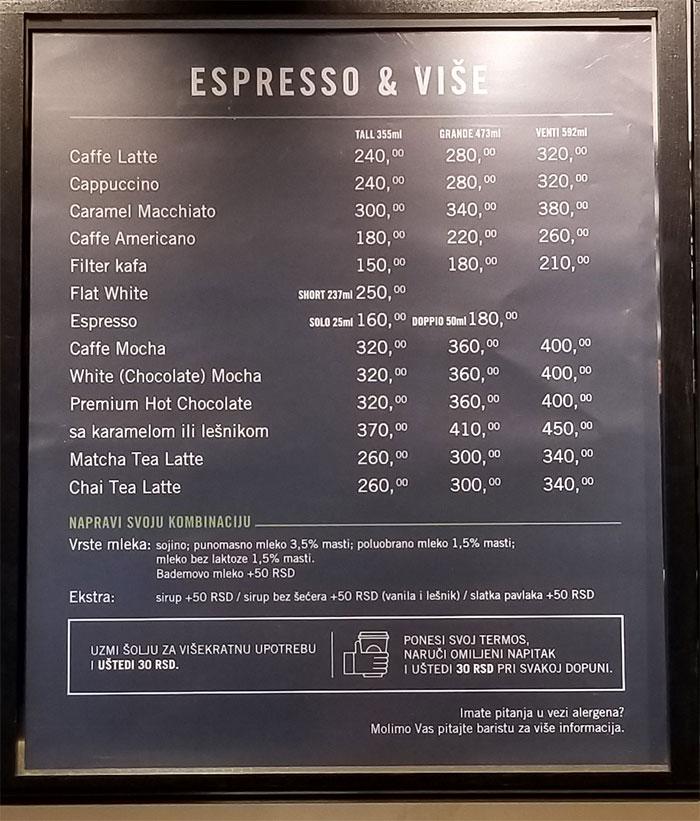 ESPRESSO & VIŠE
TALL 355ml GRANDE 473ml VENTI 592ml
Caffe Latte 240,00 280,00 320,00
Cappuccino 240,00 280,00 320,00
Caramel Macchiato 300,00 340,00 380,00
Caffe Americano 180,00 220,00 260,00
Filter kafa 150,00 180,00 210,00
Flat White SHORT 237ml 250,00
Espresso SOLO 25ml 160,00 DOPPIO 50ml 180,00
Caffe Mocha 320,00 360,00 400,00
White (Chocolate) Mocha 320,00 360,00 400,00
Premium Hot Chocolate 320,00 360,00 400,00
sa karamelom ili lešnikom 370,00 410,00 450,00
Matcha Tea Latte 260,00 300,00 340,00
Chai Tea Latte 260,00 300,00 340,00
NAPRAVI SVOJU KOMBINACIJU
Vrste mleka: sojino; punomasno mleko 3,5% masti; poluobrano mleko 1,5% masti;
mleko bez laktoze 1,5% masti.
Bademovo mleko +50 RSD
Ekstra: sirup +50 RSD / sirup bez šećera +50 RSD (vanila i lešnik) / slatka pavlaka +50 RSD
UZMI ŠOLJU ZA VIŠEKRATNU UPOTREBU
I UŠTEDI 30 RSD.
PONESI SVOJ TERMOS,
NARUČI OMILJENI NAPITAK
I UŠTEDI 30 RSD PRI SVAKOJ DOPUNI.
Imate pitanja u vezi alergena?
Molimo Vas pitajte baristu za više informacija.